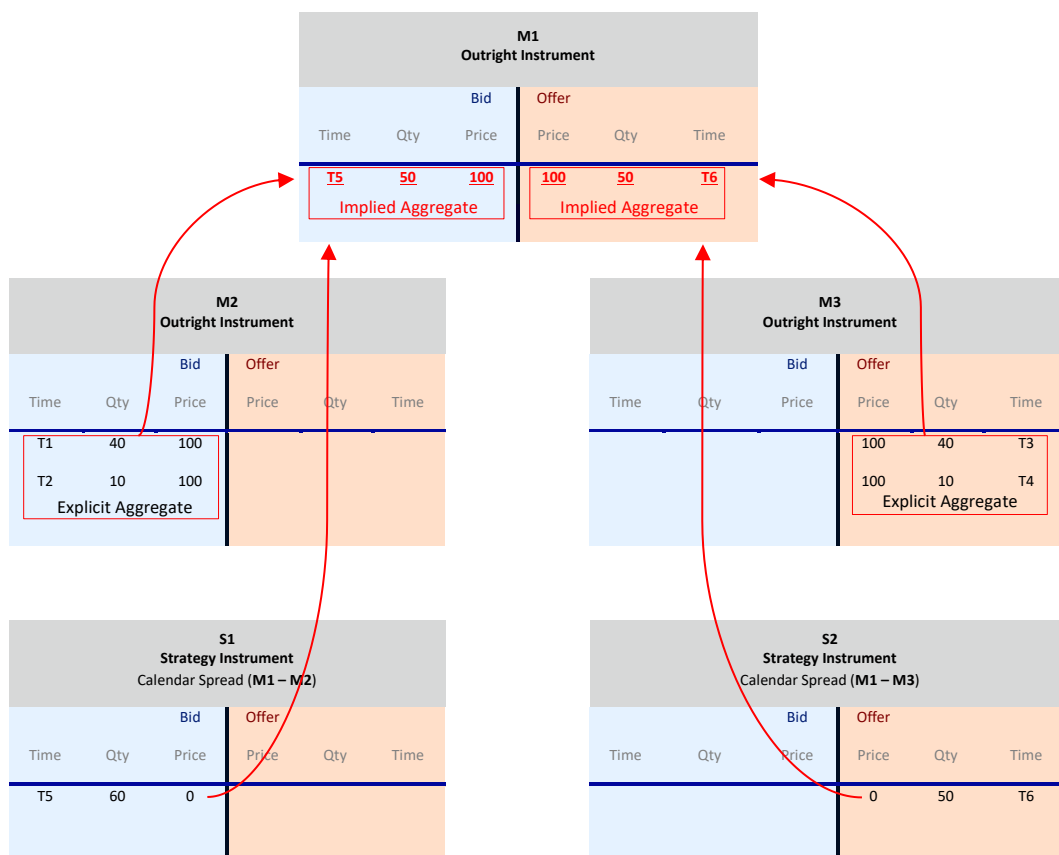 M1
Outright Instrument
Bid Offer
Time Qty Price Price Qty Time
T5 50 100 100 50 T6
Implied Aggregate Implied Aggregate
M2
Outright Instrument
Bid Offer
Time Qty Price Price Qty Time
T1 40 100
T2 10 100
Explicit Aggregate
M3
Outright Instrument
Bid Offer
Time Qty Price Price Qty Time
100 40 T3
100 10 T4
Explicit Aggregate
S1
Strategy Instrument
Calendar Spread (M1 – M2)
Bid Offer
Time Qty Price Price Qty Time
T5 60 0
S2
Strategy Instrument
Calendar Spread (M1 – M3)
Bid Offer
Time Qty Price Price Qty Time
0 50 T6